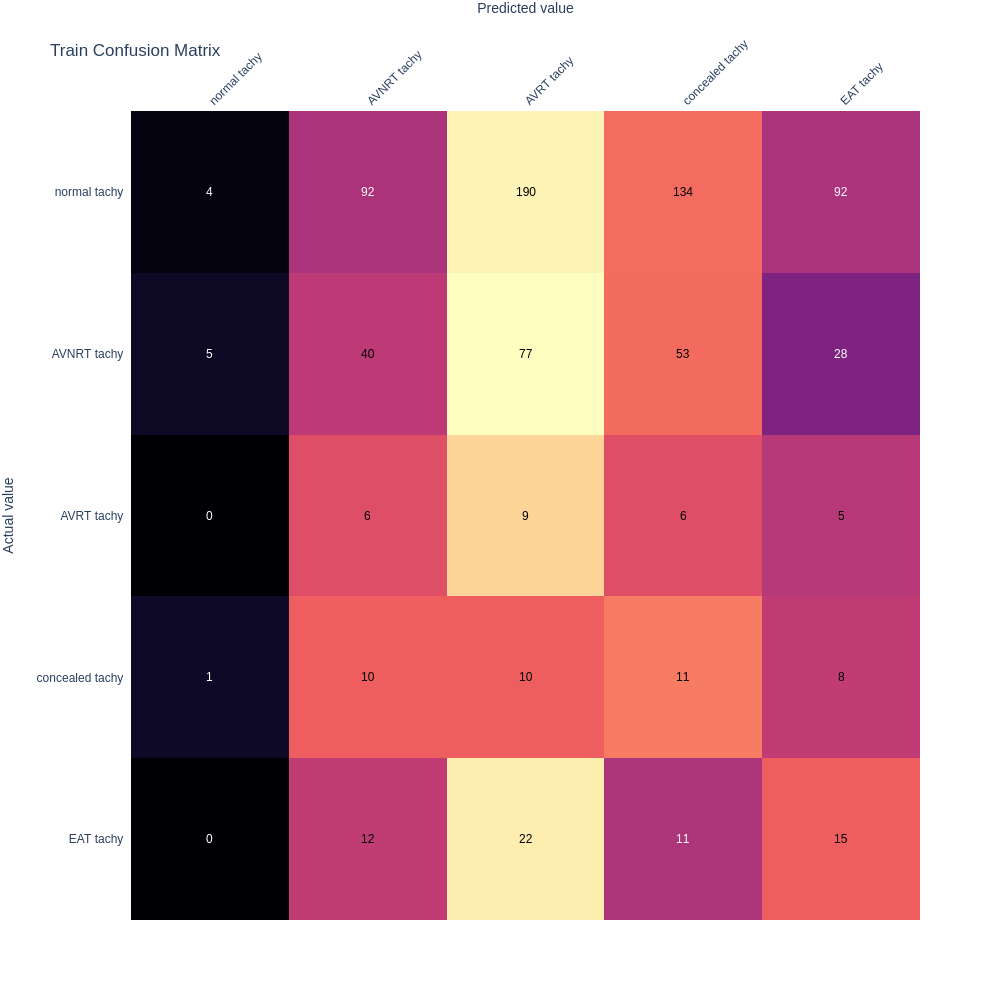 Predicted value
Train Confusion Matrix
normal tachy
AVNRT tachy
AVRT tachy
concealed tachy
EAT tachy
Actual value
normal tachy 4 92 190 134 92
AVNRT tachy 5 40 77 53 28
AVRT tachy 0 6 9 6 5
concealed tachy 1 10 10 11 8
EAT tachy 0 12 22 11 15